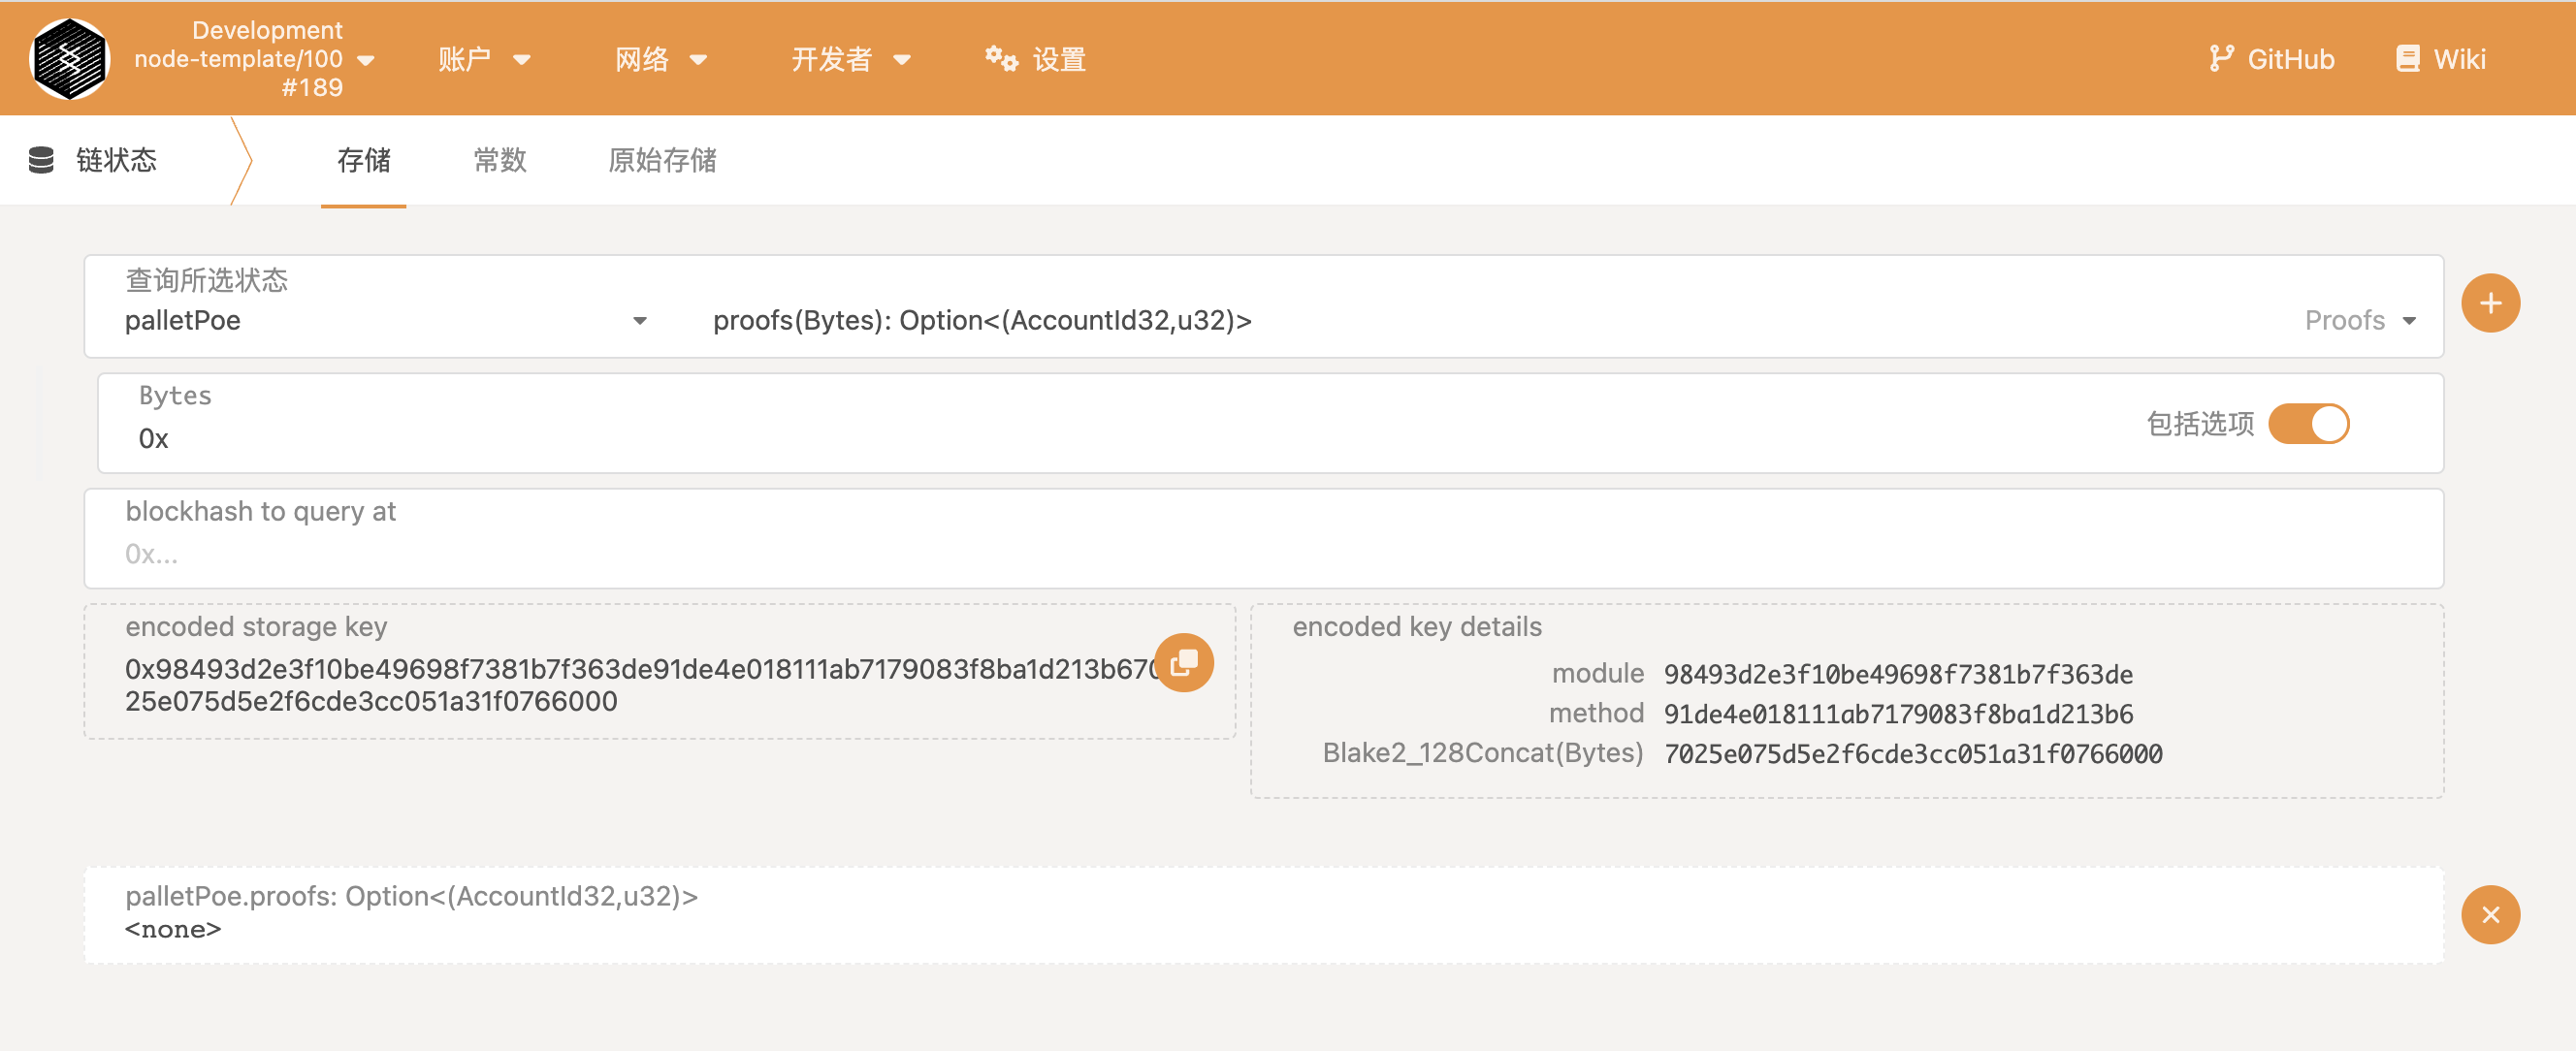 Development
node-template/100
#189
账户
网络
开发者
设置
GitHub
Wiki
链状态
存储
常数
原始存储
查询所选状态
palletPoe
proofs(Bytes): Option<(AccountId32,u32)>
Proofs
Bytes
0x
包括选项
blockhash to query at
0x...
encoded storage key
0x98493d2e3f10be49698f7381b7f363de91de4e018111ab7179083f8ba1d213b670
25e075d5e2f6cde3cc051a31f0766000
encoded key details
module 98493d2e3f10be49698f7381b7f363de
method 91de4e018111ab7179083f8ba1d213b6
Blake2_128Concat(Bytes) 7025e075d5e2f6cde3cc051a31f0766000
palletPoe.proofs: Option<(AccountId32,u32)>
<none>